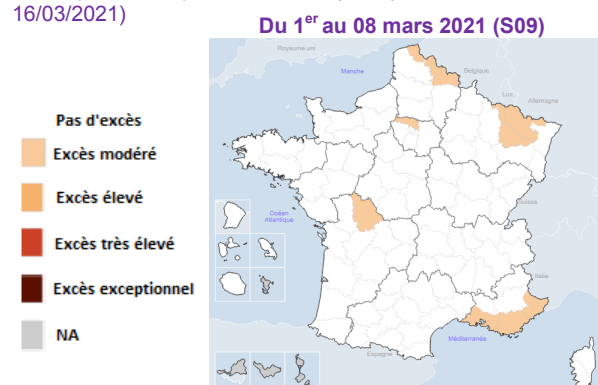 16/03/2021)
Du 1er au 08 mars 2021 (S09)
Royaume uni
Manche
Belgique
Lux.
Allemagne
Pas d'excès
Excès modéré
Excès élevé
Excès très élevé
Excès exceptionnel
NA
Océan
Atlantique
Suisse
Italie
Méditerranée
Espagne